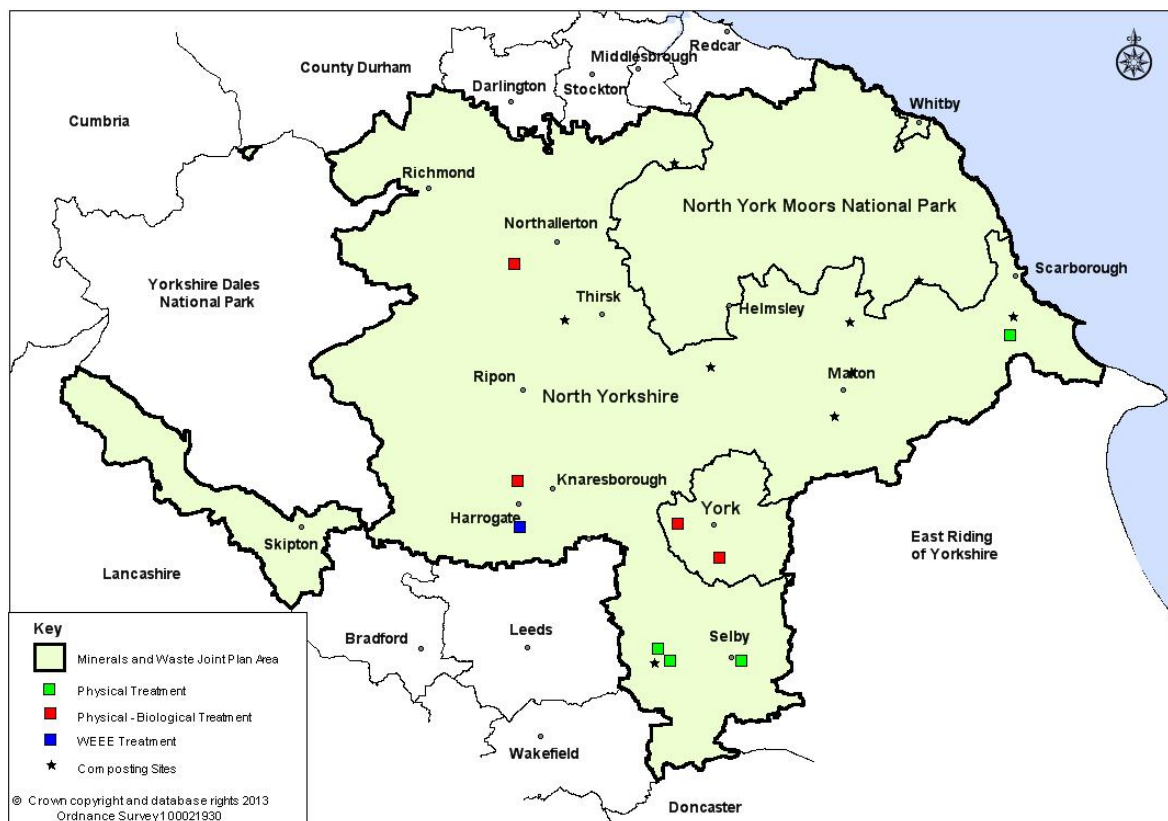 Redcar
Middlesbrough
County Durham
Darlington
Stockton
Whitby
Cumbria
Richmond
North York Moors National Park
Northallerton
Scarborough
Yorkshire Dales
National Park
Thirsk
Helmsley
Ripon
North Yorkshire
Malton
Knaresborough
Harrogate
York
Skipton
East Riding
of Yorkshire
Lancashire
Bradford
Leeds
Selby
Wakefield
Doncaster
Key
Minerals and Waste Joint Plan Area
Physical Treatment
Physical - Biological Treatment
WEEE Treatment
Composting Sites
© Crown copyright and database rights 2013
Ordnance Survey 100021930